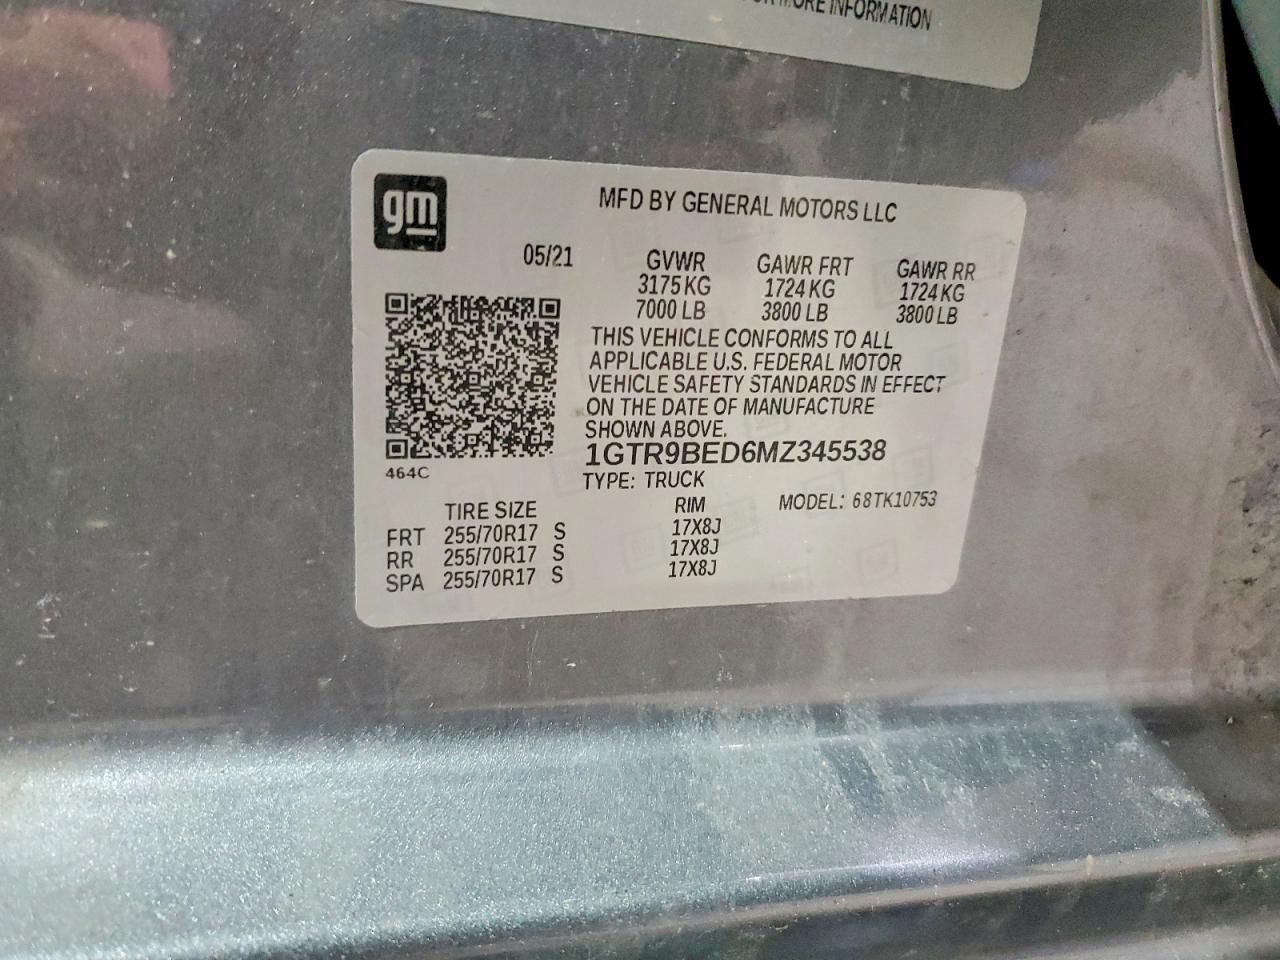 MORE INFORMATION
gm
MFD BY GENERAL MOTORS LLC
05/21 GVWR GAWR FRT GAWR RR
3175 KG 1724 KG 1724 KG
7000 LB 3800 LB 3800 LB
THIS VEHICLE CONFORMS TO ALL
APPLICABLE U.S. FEDERAL MOTOR
VEHICLE SAFETY STANDARDS IN EFFECT
ON THE DATE OF MANUFACTURE
SHOWN ABOVE.
1GTR9BED6MZ345538
464C
TYPE: TRUCK
TIRE SIZE RIM MODEL: 68TK10753
FRT 255/70R17 S 17X8J
RR 255/70R17 S 17X8J
SPA 255/70R17 S 17X8J